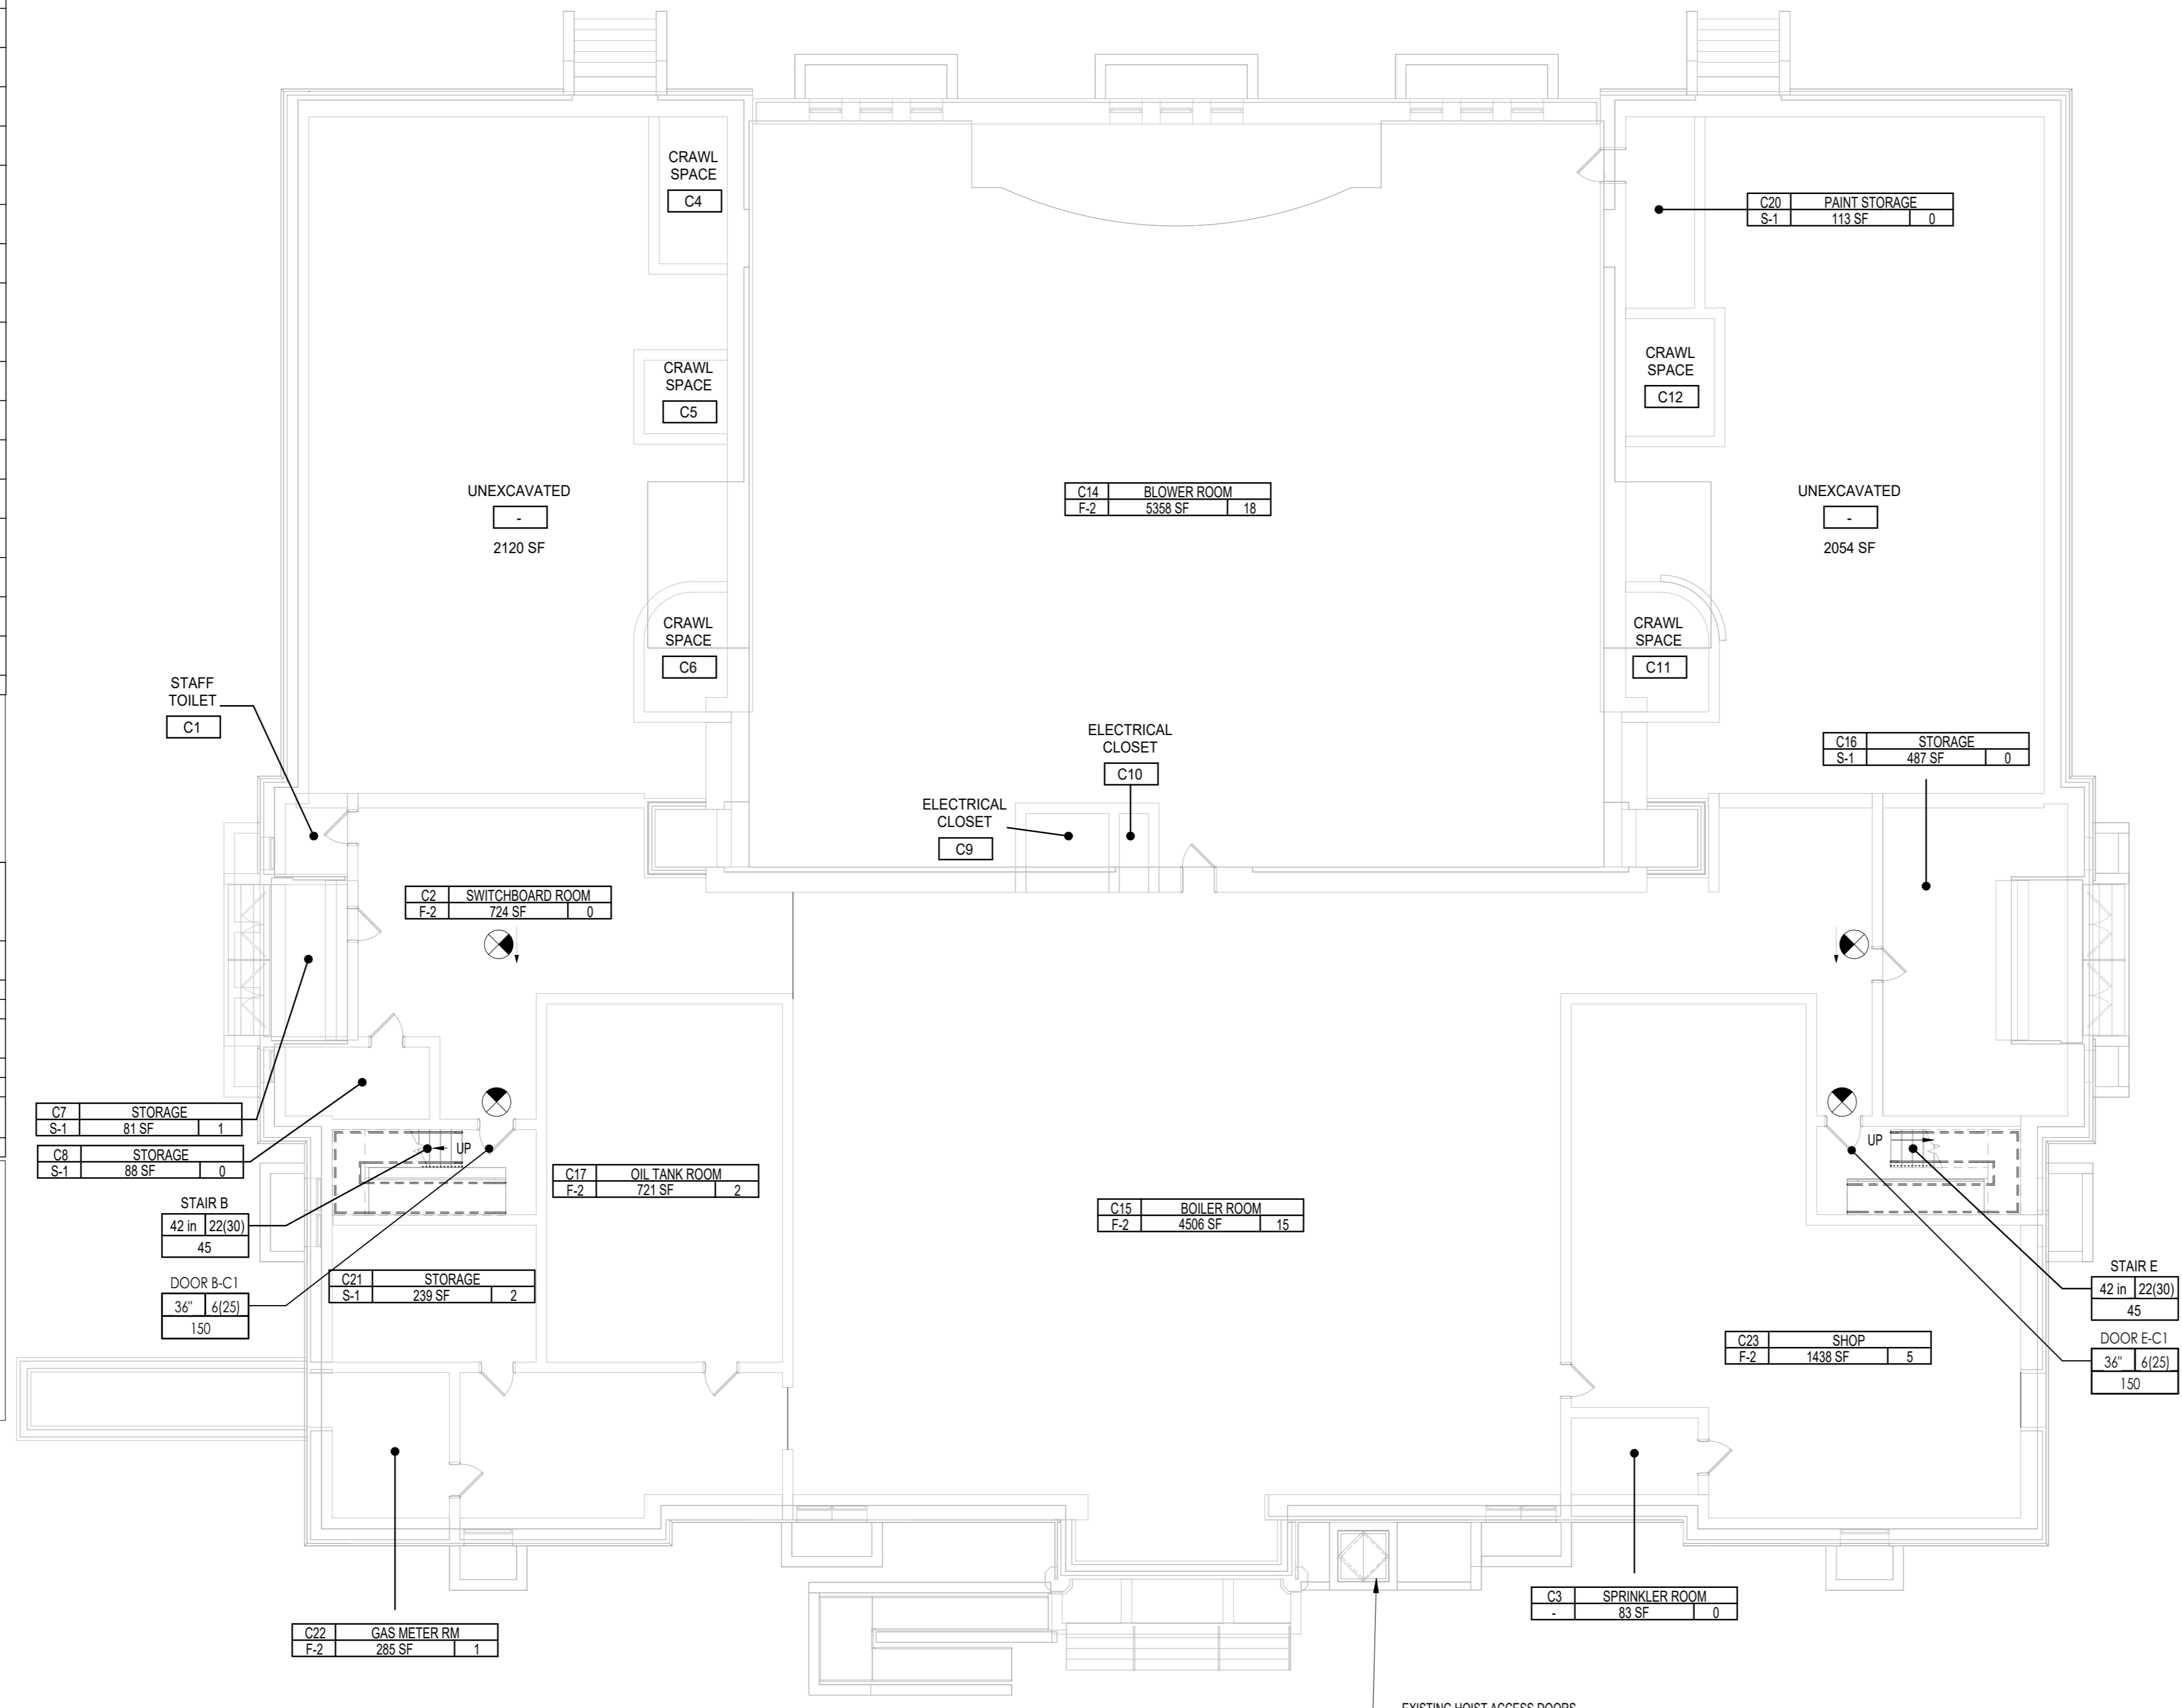 CRAWL
SPACE
C4
C20 PAINT STORAGE
S-1 113 SF 0
CRAWL
SPACE
C5
CRAWL
SPACE
C12
UNEXCAVATED
-
2120 SF
C14 BLOWER ROOM
F-2 5358 SF 18
UNEXCAVATED
-
2054 SF
CRAWL
SPACE
C6
CRAWL
SPACE
C11
STAFF
TOILET
C1
ELECTRICAL
CLOSET
C10
C16 STORAGE
S-1 487 SF 0
ELECTRICAL
CLOSET
C9
C2 SWITCHBOARD ROOM
F-2 724 SF 0
C7 STORAGE
S-1 81 SF 1
C8 STORAGE
S-1 88 SF 0
UP
UP
C17 OIL TANK ROOM
F-2 721 SF 2
STAIR B
42 in 22(30)
45
C15 BOILER ROOM
F-2 4506 SF 15
DOOR B-C1
36" 6(25)
150
C21 STORAGE
S-1 239 SF 2
STAIR E
42 in 22(30)
45
C23 SHOP
F-2 1438 SF 5
DOOR E-C1
36" 6(25)
150
C3 SPRINKLER ROOM
- 83 SF 0
C22 GAS METER RM
F-2 285 SF 1
EXISTING HOIST ACCESS DOORS